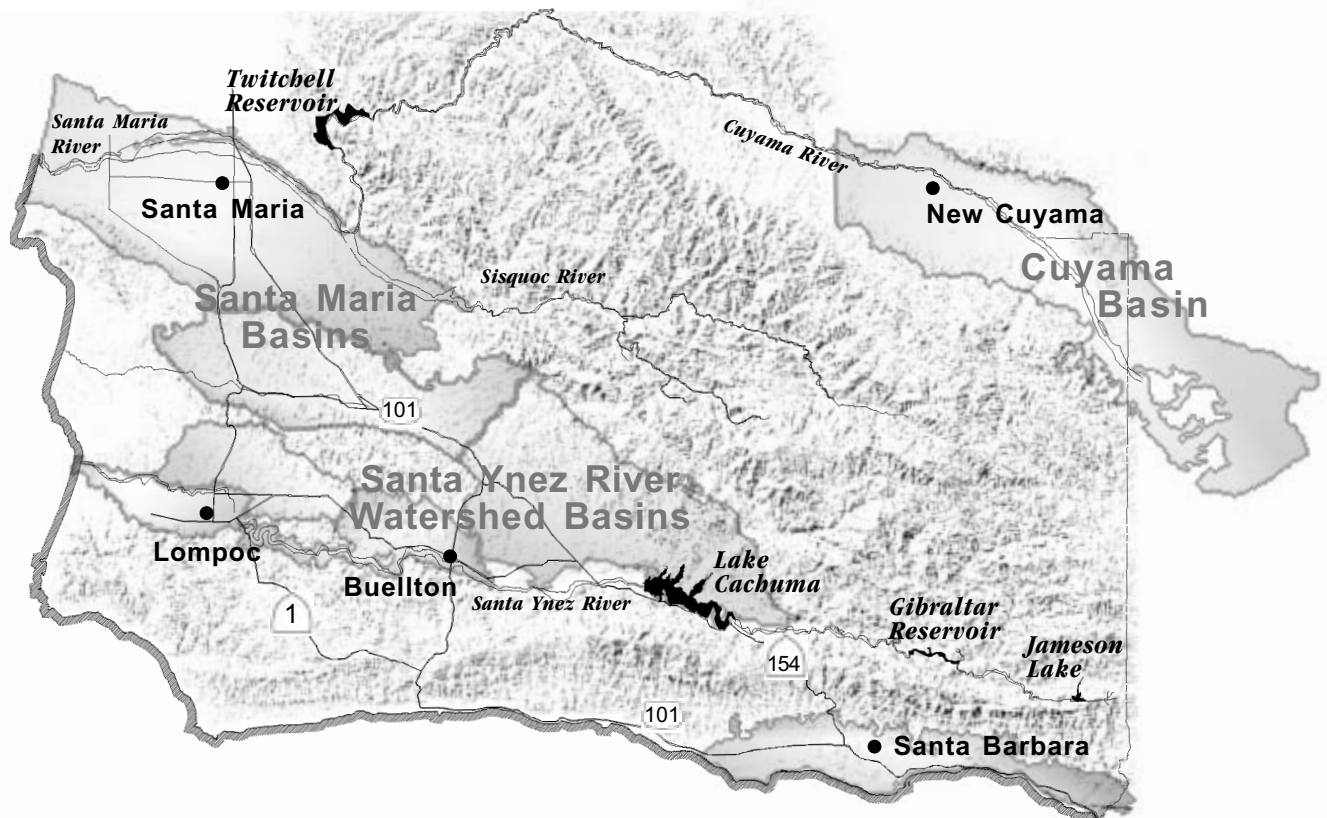 Twitchell
Reservoir
Santa Maria
River
Cuyama River
Santa Maria
New Cuyama
Cuyama
Basin
Sisquoc River
Santa Maria
Basins
101
Santa Ynez River
Watershed Basins
Lompoc
Buellton
Lake
Cachuma
Santa Ynez River
1
Gibraltar
Reservoir
Jameson
Lake
154
101
Santa Barbara